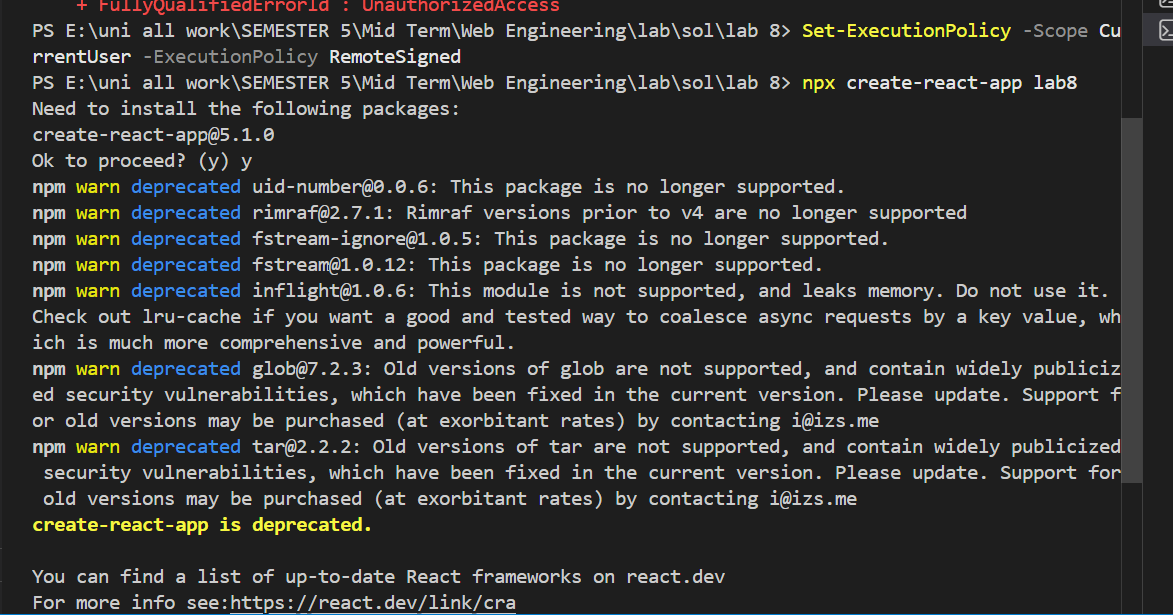 + FullyQualifiedErrorId : UnauthorizedAccess
PS E:\uni all work\SEMESTER 5\Mid Term\Web Engineering\lab\sol\lab 8> Set-ExecutionPolicy -Scope Cu
rrentUser -ExecutionPolicy RemoteSigned
PS E:\uni all work\SEMESTER 5\Mid Term\Web Engineering\lab\sol\lab 8> npx create-react-app lab8
Need to install the following packages:
create-react-app@5.1.0
Ok to proceed? (y) y
npm warn deprecated uid-number@0.0.6: This package is no longer supported.
npm warn deprecated rimraf@2.7.1: Rimraf versions prior to v4 are no longer supported
npm warn deprecated fstream-ignore@1.0.5: This package is no longer supported.
npm warn deprecated fstream@1.0.12: This package is no longer supported.
npm warn deprecated inflight@1.0.6: This module is not supported, and leaks memory. Do not use it.
Check out lru-cache if you want a good and tested way to coalesce async requests by a key value, wh
ich is much more comprehensive and powerful.
npm warn deprecated glob@7.2.3: Old versions of glob are not supported, and contain widely publiciz
ed security vulnerabilities, which have been fixed in the current version. Please update. Support f
or old versions may be purchased (at exorbitant rates) by contacting i@izs.me
npm warn deprecated tar@2.2.2: Old versions of tar are not supported, and contain widely publicized
security vulnerabilities, which have been fixed in the current version. Please update. Support for
old versions may be purchased (at exorbitant rates) by contacting i@izs.me
create-react-app is deprecated.
You can find a list of up-to-date React frameworks on react.dev
For more info see:https://react.dev/link/cra